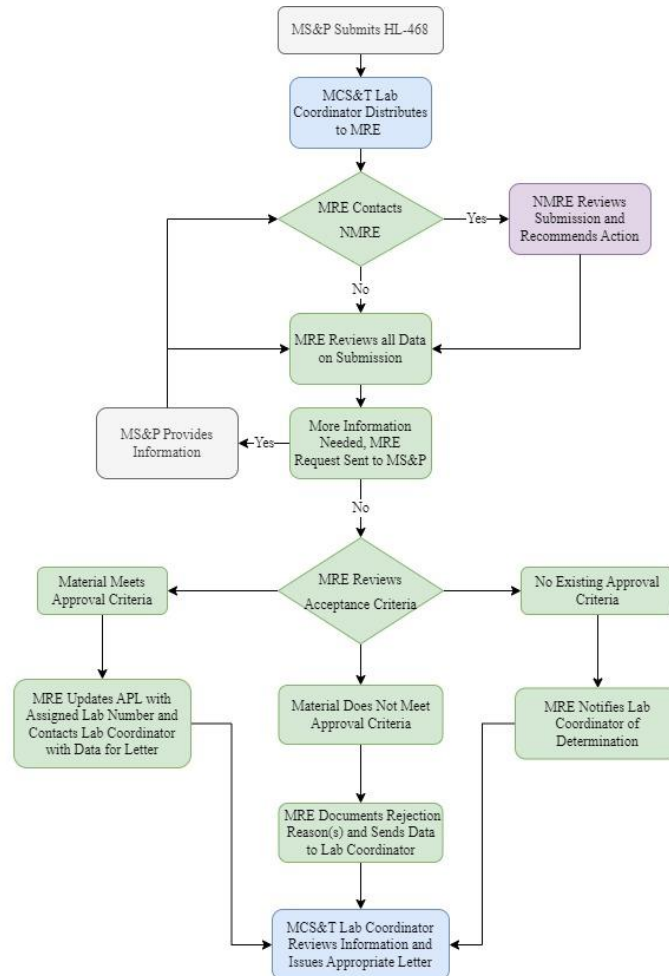 MS&P Submits HL-468
MCS&T Lab
Coordinator Distributes
to MRE
MRE Contacts
NMRE
Yes
NMRE Reviews
Submission and
Recommends Action
No
MRE Reviews all Data
on Submission
More Information
Needed, MRE
Request Sent to MS&P
Yes
MS&P Provides
Information
No
MRE Reviews
Acceptance Criteria
Material Meets
Approval Criteria
No Existing Approval
Criteria
MRE Updates APL with
Assigned Lab Number and
Contacts Lab Coordinator
with Data for Letter
Material Does Not Meet
Approval Criteria
MRE Notifies Lab
Coordinator of
Determination
MRE Documents Rejection
Reason(s) and Sends Data
to Lab Coordinator
MCS&T Lab Coordinator
Reviews Information and
Issues Appropriate Letter